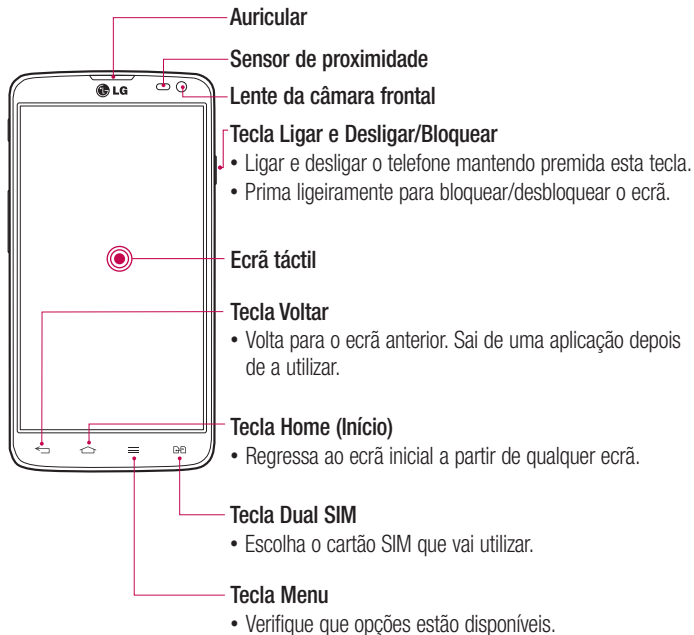 Auricular
Sensor de proximidade
LG
Lente da câmara frontal
Tecla Ligar e Desligar/Bloquear
• Ligar e desligar o telefone mantendo premida esta tecla.
• Prima ligeiramente para bloquear/desbloquear o ecrã.
Ecrã táctil
Tecla Voltar
• Volta para o ecrã anterior. Sai de uma aplicação depois
de a utilizar.
Tecla Home (Início)
• Regressa ao ecrã inicial a partir de qualquer ecrã.
Tecla Dual SIM
• Escolha o cartão SIM que vai utilizar.
Tecla Menu
• Verifique que opções estão disponíveis.